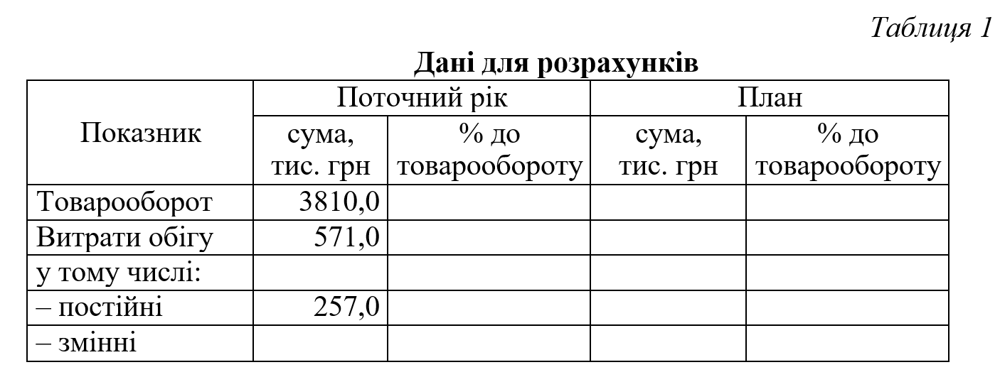 Таблиця 1
Дані для розрахунків
Показник
Поточний рік
План
сума, тис. грн
% до товарообороту
сума, тис. грн
% до товарообороту
Товарооборот 3810,0
Витрати обігу 571,0
у тому числі:
– постійні 257,0
– змінні